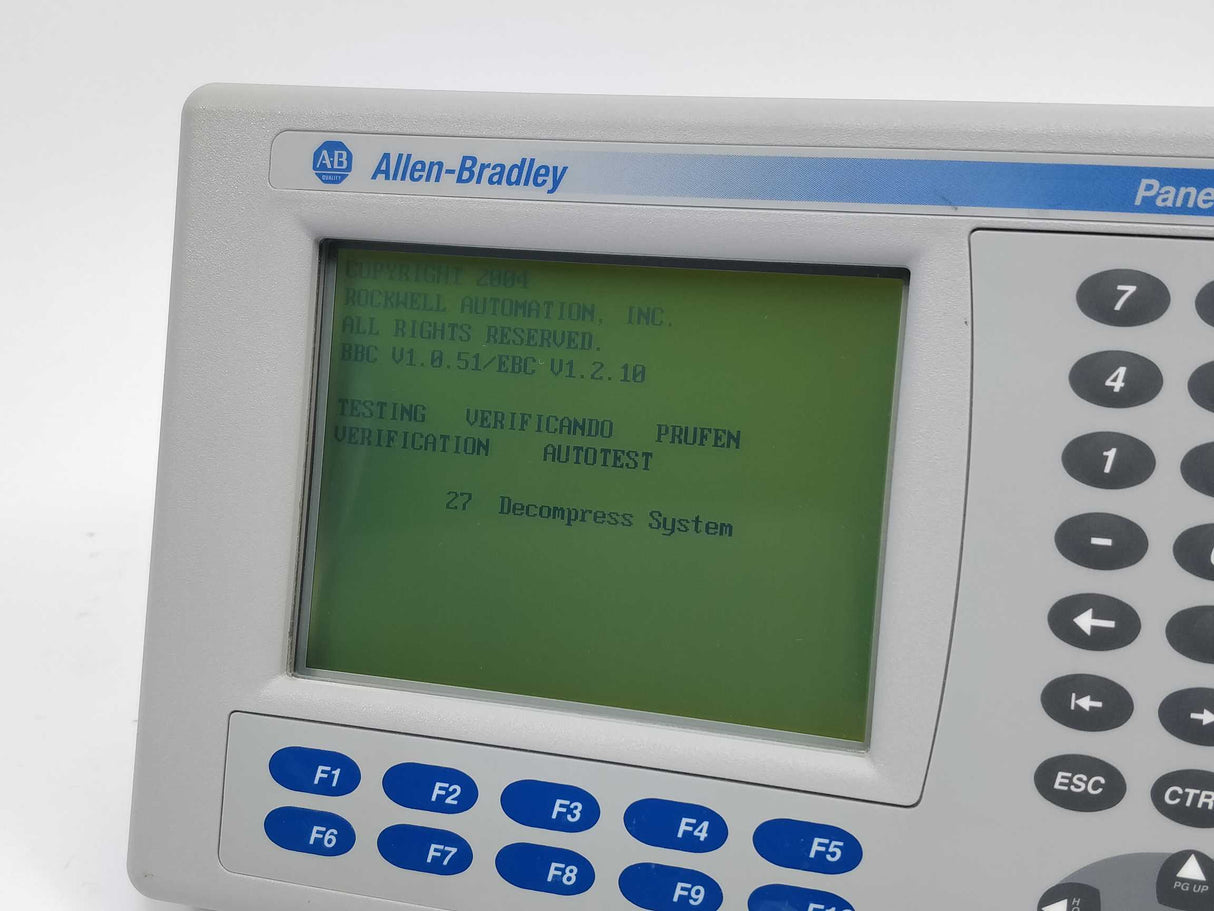 A-B
QUALITY
Allen-Bradley
Pane
COPYRIGHT 2004
ROCKWELL AUTOMATION, INC.
ALL RIGHTS RESERVED.
BBC V1.0.51/EBC V1.2.10
TESTING VERIFICANDO PRUFEN
VERIFICATION AUTOTEST
27 Decompress System
7
4
1
-
ESC
CTR
F1 F2 F3 F4 F5
F6 F7 F8 F9 F10
PG UP